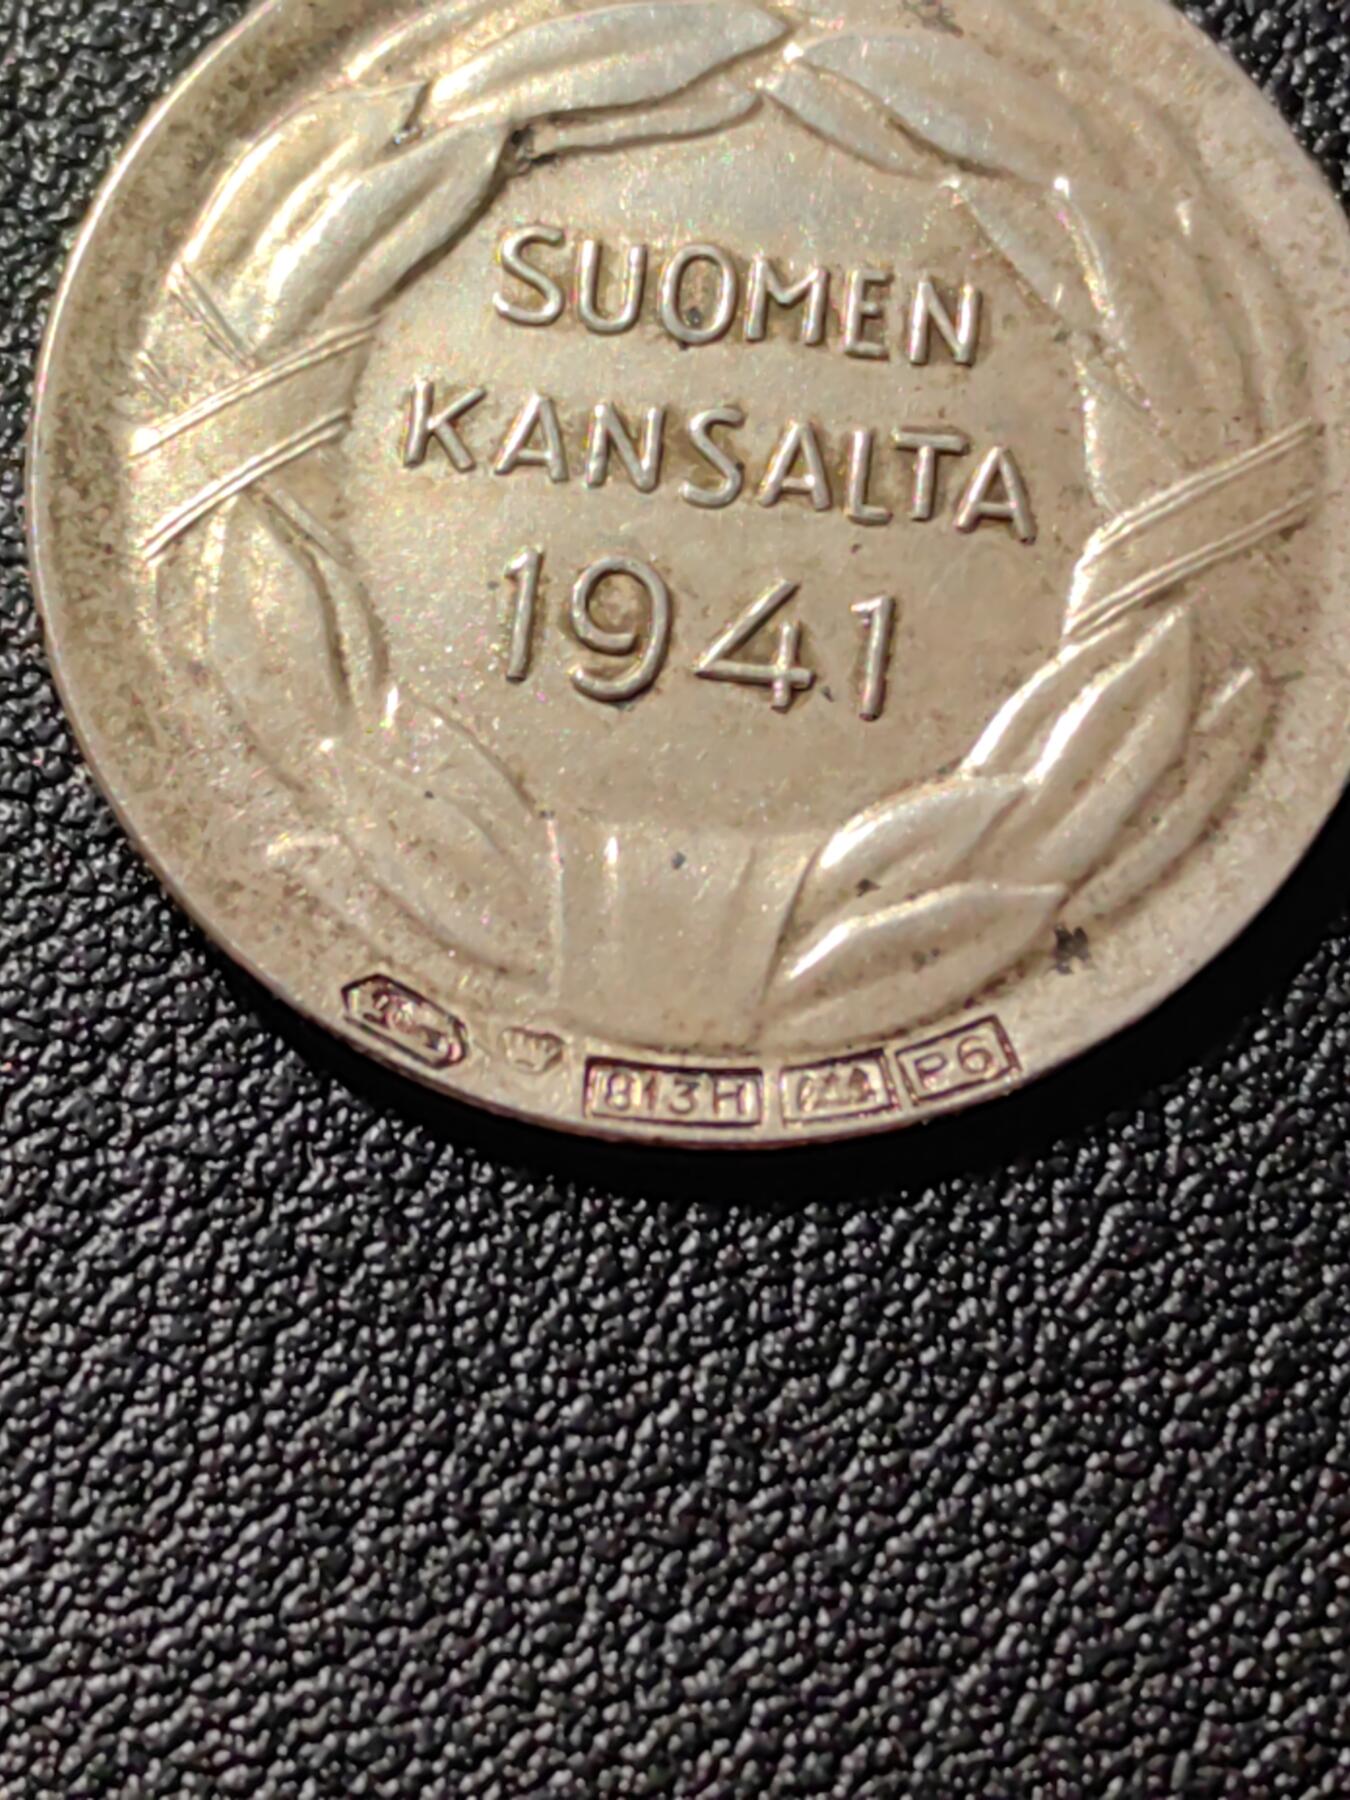 SUOMEN
KANSALTA
1941
813H P6